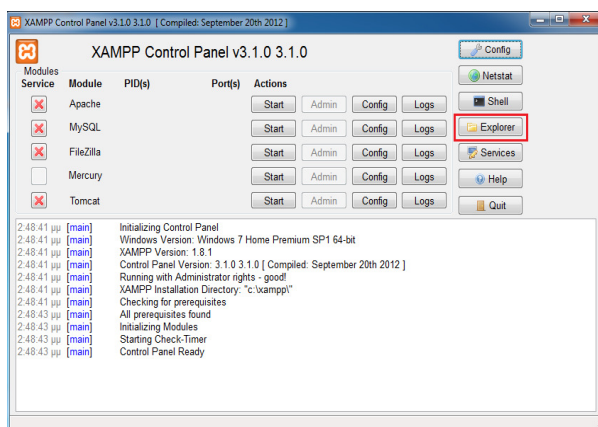 XAMPP Control Panel v3.1.0 3.1.0 [ Compiled: September 20th 2012 ]
XAMPP Control Panel v3.1.0 3.1.0
Config
Modules
Service Module PID(s) Port(s) Actions
Netstat
Apache Start Admin Config Logs
Shell
MySQL Start Admin Config Logs
Explorer
FileZilla Start Admin Config Logs
Services
Mercury Start Admin Config Logs
Help
Tomcat Start Admin Config Logs
Quit
2:48:41 μμ [main] Initializing Control Panel
2:48:41 μμ [main] Windows Version: Windows 7 Home Premium SP1 64-bit
2:48:41 μμ [main] XAMPP Version: 1.8.1
2:48:41 μμ [main] Control Panel Version: 3.1.0 3.1.0 [ Compiled: September 20th 2012 ]
2:48:41 μμ [main] Running with Administrator rights - good!
2:48:41 μμ [main] XAMPP Installation Directory: "c:\xampp\"
2:48:41 μμ [main] Checking for prerequisites
2:48:43 μμ [main] All prerequisites found
2:48:43 μμ [main] Initializing Modules
2:48:43 μμ [main] Starting Check-Timer
2:48:43 μμ [main] Control Panel Ready